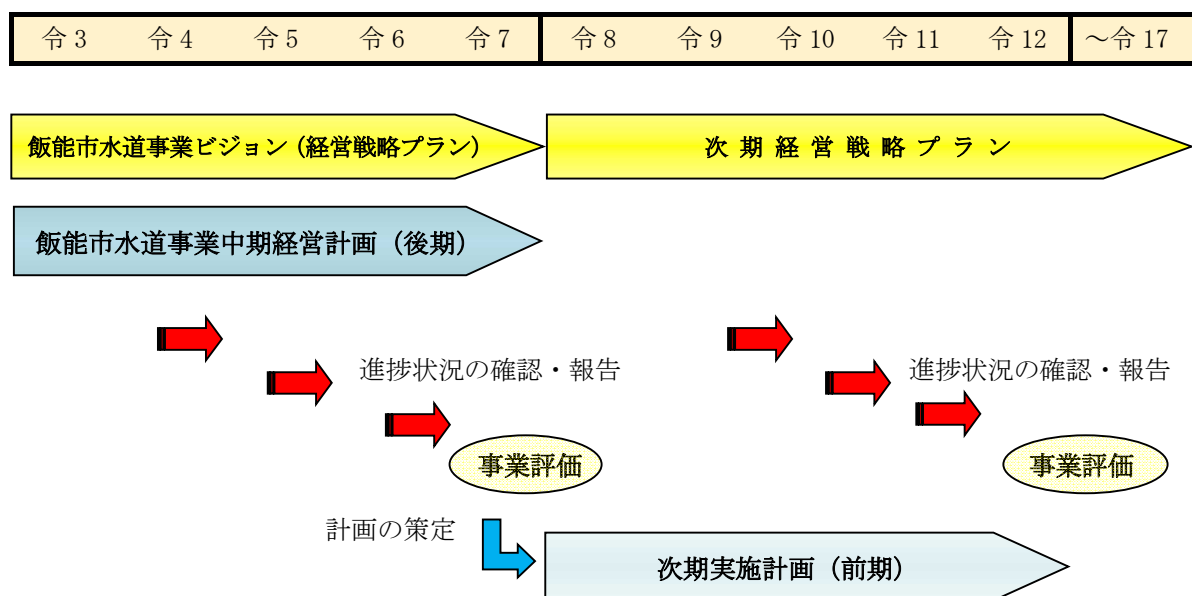 令3 令4 令5 令6 令7 令8 令9 令10 令11 令12 ～令17
飯能市水道事業ビジョン（経営戦略プラン） 次期経営戦略プラン
飯能市水道事業中期経営計画（後期）
進捗状況の確認・報告 進捗状況の確認・報告
事業評価 事業評価
計画の策定
次期実施計画（前期）